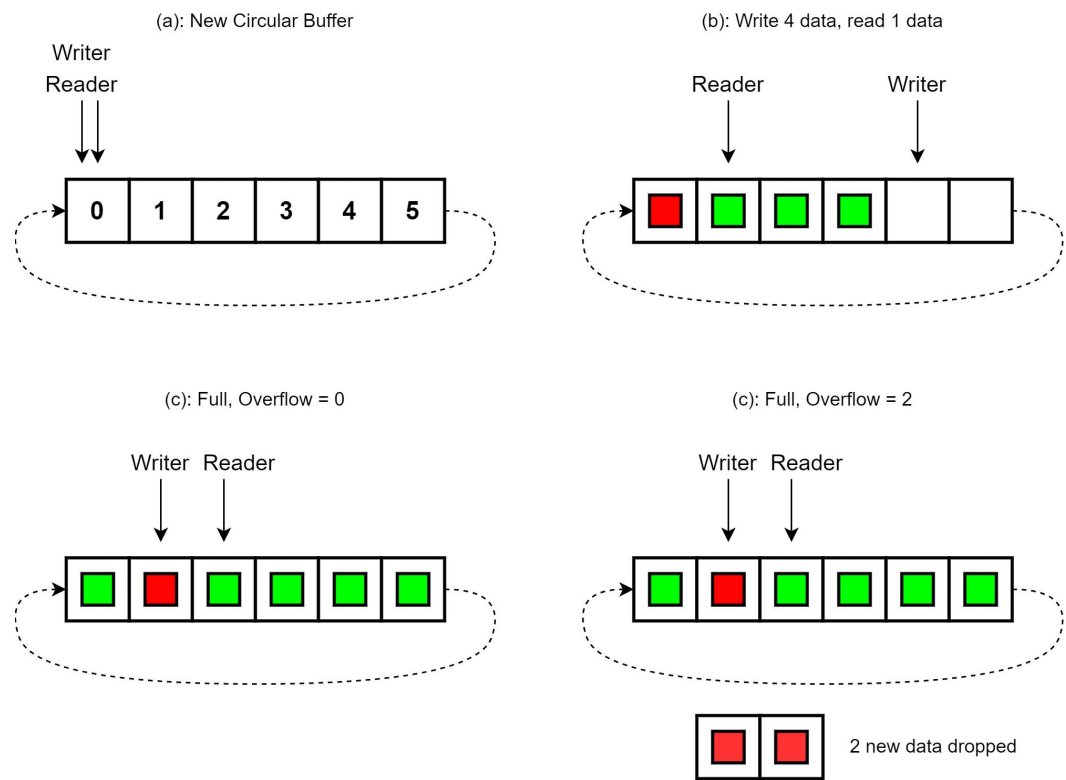 (a): New Circular Buffer
Writer
Reader
0 1 2 3 4 5
(b): Write 4 data, read 1 data
Reader Writer
(c): Full, Overflow = 0
Writer Reader
(c): Full, Overflow = 2
Writer Reader
2 new data dropped